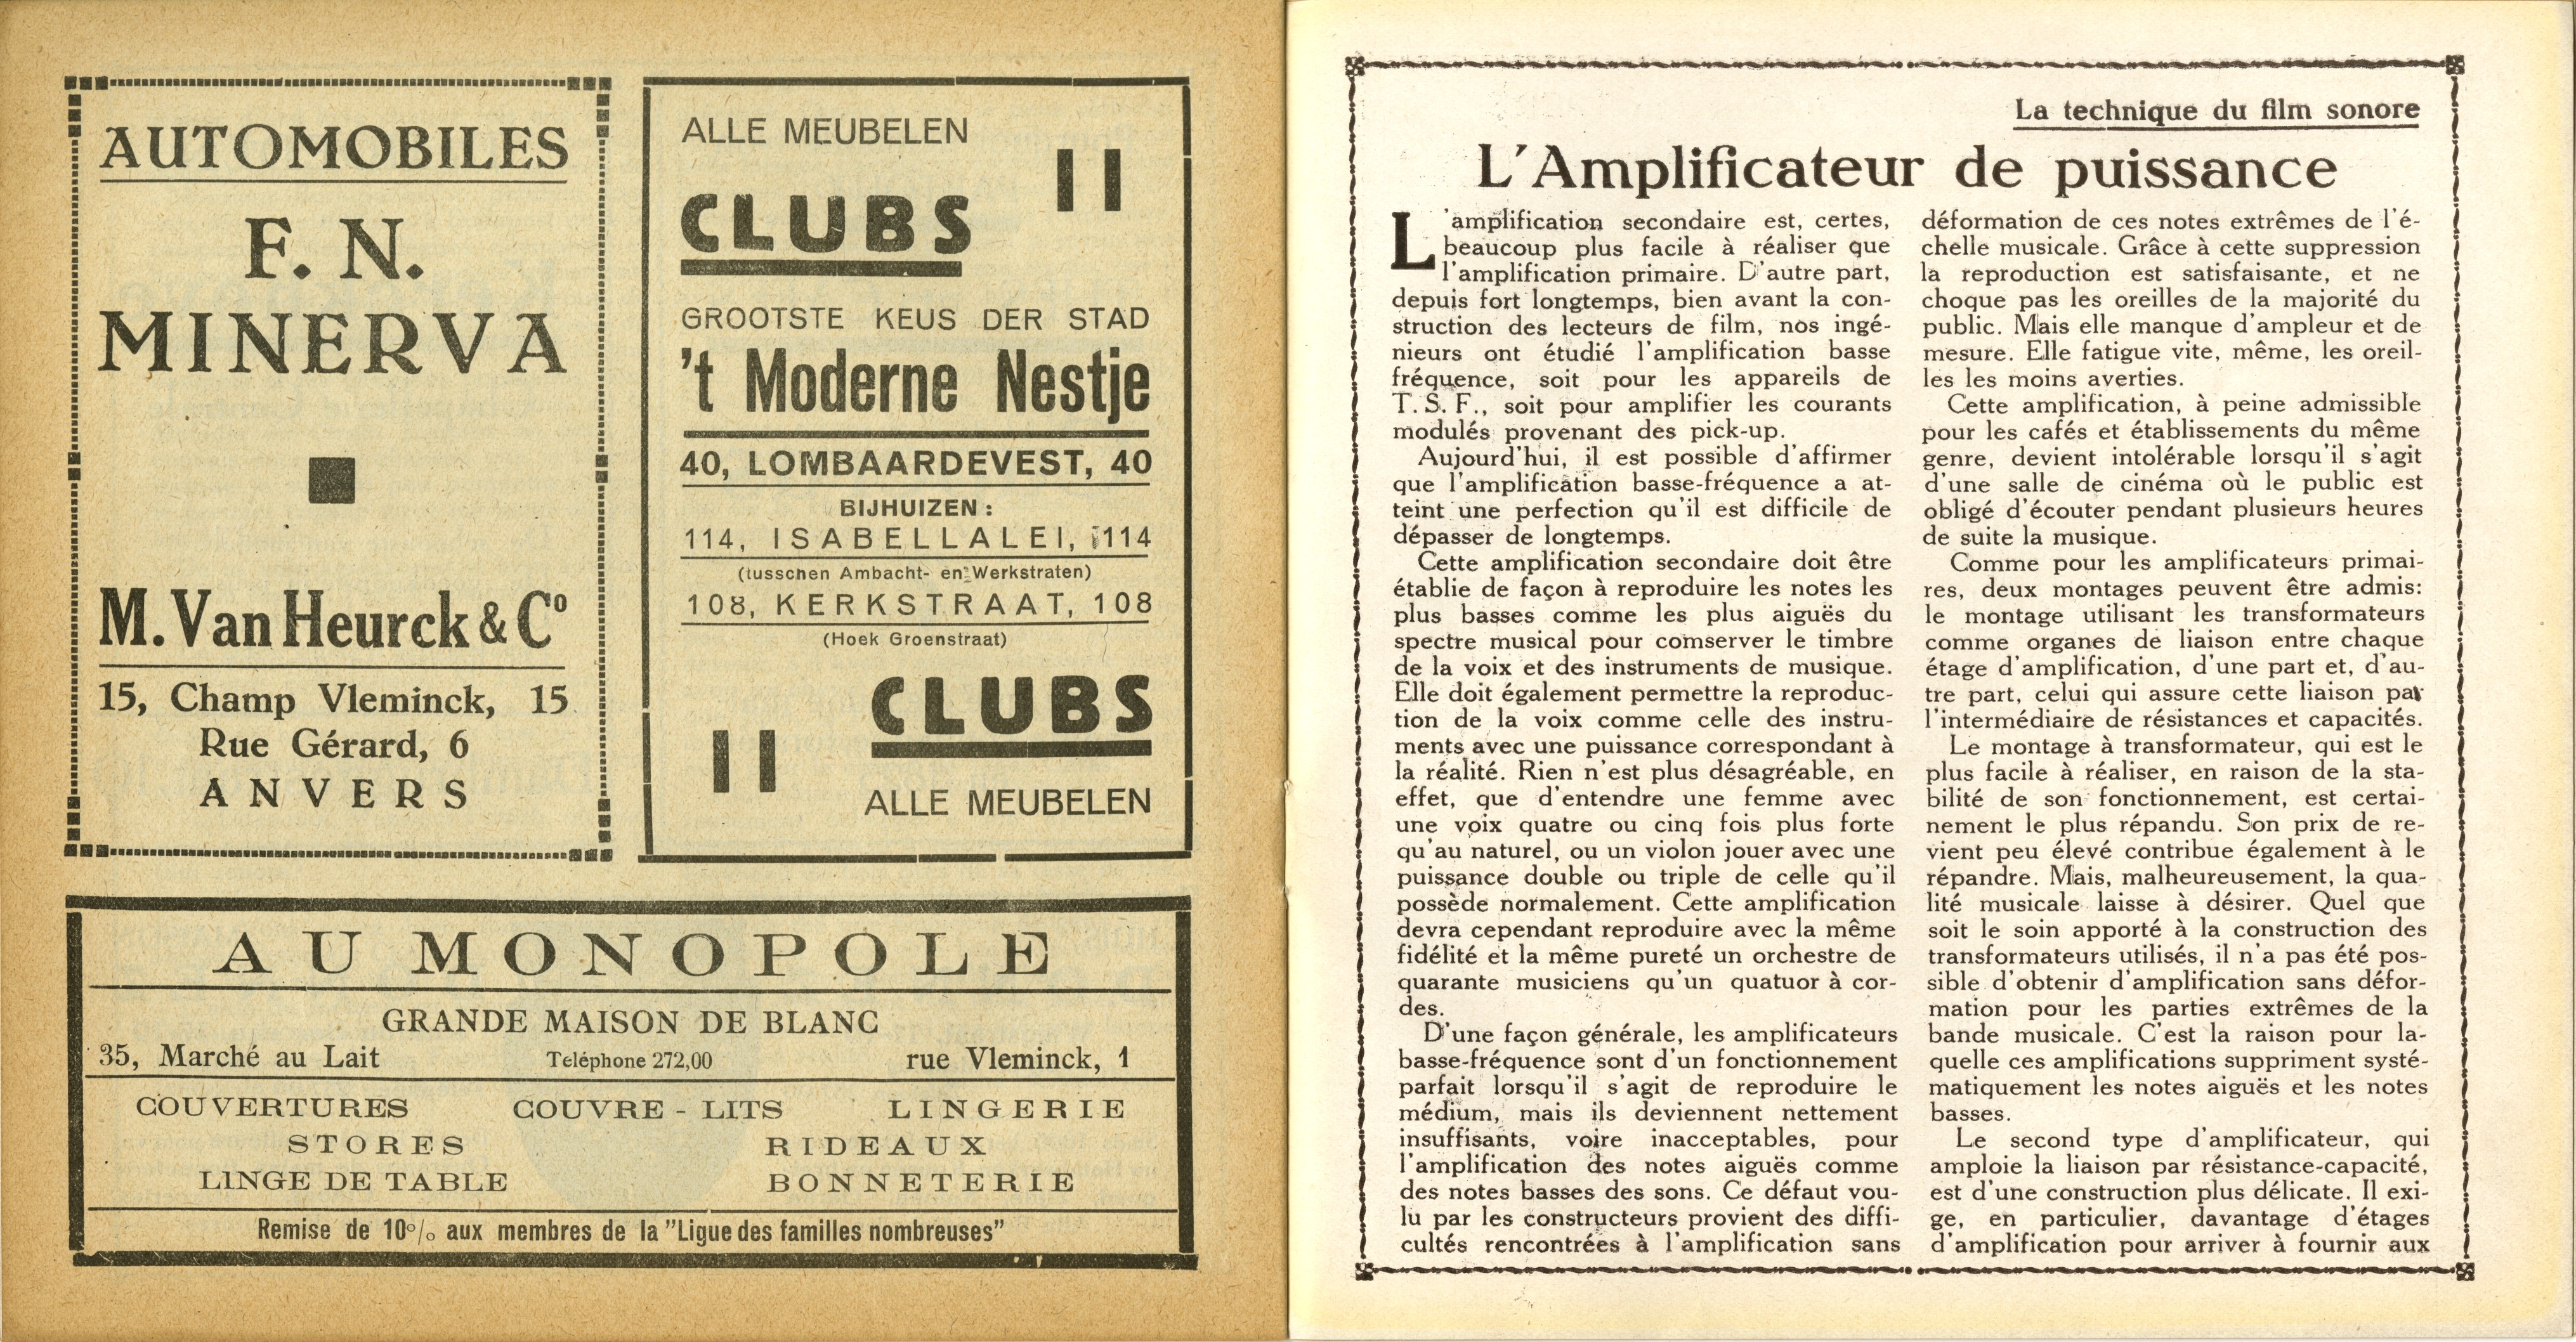 AUTOMOBILES
F. N.
MINERVA
M. Van Heurck & Cº
15, Champ Vleminck, 15
Rue Gérard, 6
ANVERS
ALLE MEUBELEN
CLUBS
GROOTSTE KEUS DER STAD
't Moderne Nestje
40, LOMBAARDEVEST, 40
BIJHUIZEN :
114, ISABELLALEI, 114
(tusschen Ambacht- en Werkstraten)
108, KERKSTRAAT, 108
(Hoek Groenstraat)
CLUBS
ALLE MEUBELEN
AU MONOPOLE
GRANDE MAISON DE BLANC
35, Marché au Lait Teléphone 272,00 rue Vleminck, 1
COUVERTURES COUVRE - LITS LINGERIE
STORES RIDEAUX
LINGE DE TABLE BONNETERIE
Remise de 10% aux membres de la "Ligue des familles nombreuses"
La technique du film sonore
L'Amplificateur de puissance
L'amplification secondaire est, certes,
beaucoup plus facile à réaliser que
l'amplification primaire. D'autre part,
depuis fort longtemps, bien avant la con-
struction des lecteurs de film, nos ingé-
nieurs ont étudié l'amplification basse
fréquence, soit pour les appareils de
T. S. F., soit pour amplifier les courants
modulés provenant des pick-up.
Aujourd'hui, il est possible d'affirmer
que l'amplification basse-fréquence a at-
teint une perfection qu'il est difficile de
dépasser de longtemps.
Cette amplification secondaire doit être
établie de façon à reproduire les notes les
plus basses comme les plus aiguës du
spectre musical pour comserver le timbre
de la voix et des instruments de musique.
Elle doit également permettre la reproduc-
tion de la voix comme celle des instru-
ments avec une puissance correspondant à
la réalité. Rien n'est plus désagréable, en
effet, que d'entendre une femme avec
une voix quatre ou cinq fois plus forte
qu'au naturel, ou un violon jouer avec une
puissance double ou triple de celle qu'il
possède normalement. Cette amplification
devra cependant reproduire avec la même
fidélité et la même pureté un orchestre de
quarante musiciens qu'un quatuor à cor-
des.
D'une façon générale, les amplificateurs
basse-fréquence sont d'un fonctionnement
parfait lorsqu'il s'agit de reproduire le
médium, mais ils deviennent nettement
insuffisants, voire inacceptables, pour
l'amplification des notes aiguës comme
des notes basses des sons. Ce défaut vou-
lu par les constructeurs provient des diffi-
cultés rencontrées à l'amplification sans
déformation de ces notes extrêmes de l'é-
chelle musicale. Grâce à cette suppression
la reproduction est satisfaisante, et ne
choque pas les oreilles de la majorité du
public. Mais elle manque d'ampleur et de
mesure. Elle fatigue vite, même, les oreil-
les les moins averties.
Cette amplification, à peine admissible
pour les cafés et établissements du même
genre, devient intolérable lorsqu'il s'agit
d'une salle de cinéma où le public est
obligé d'écouter pendant plusieurs heures
de suite la musique.
Comme pour les amplificateurs primai-
res, deux montages peuvent être admis:
le montage utilisant les transformateurs
comme organes de liaison entre chaque
étage d'amplification, d'une part et, d'au-
tre part, celui qui assure cette liaison par
l'intermédiaire de résistances et capacités.
Le montage à transformateur, qui est le
plus facile à réaliser, en raison de la sta-
bilité de son fonctionnement, est certai-
nement le plus répandu. Son prix de re-
vient peu élevé contribue également à le
répandre. Mais, malheureusement, la qua-
lité musicale laisse à désirer. Quel que
soit le soin apporté à la construction des
transformateurs utilisés, il n'a pas été pos-
sible d'obtenir d'amplification sans défor-
mation pour les parties extrêmes de la
bande musicale. C'est la raison pour la-
quelle ces amplifications suppriment systé-
matiquement les notes aiguës et les notes
basses.
Le second type d'amplificateur, qui
amploie la liaison par résistance-capacité,
est d'une construction plus délicate. Il exi-
ge, en particulier, davantage d'étages
d'amplification pour arriver à fournir aux